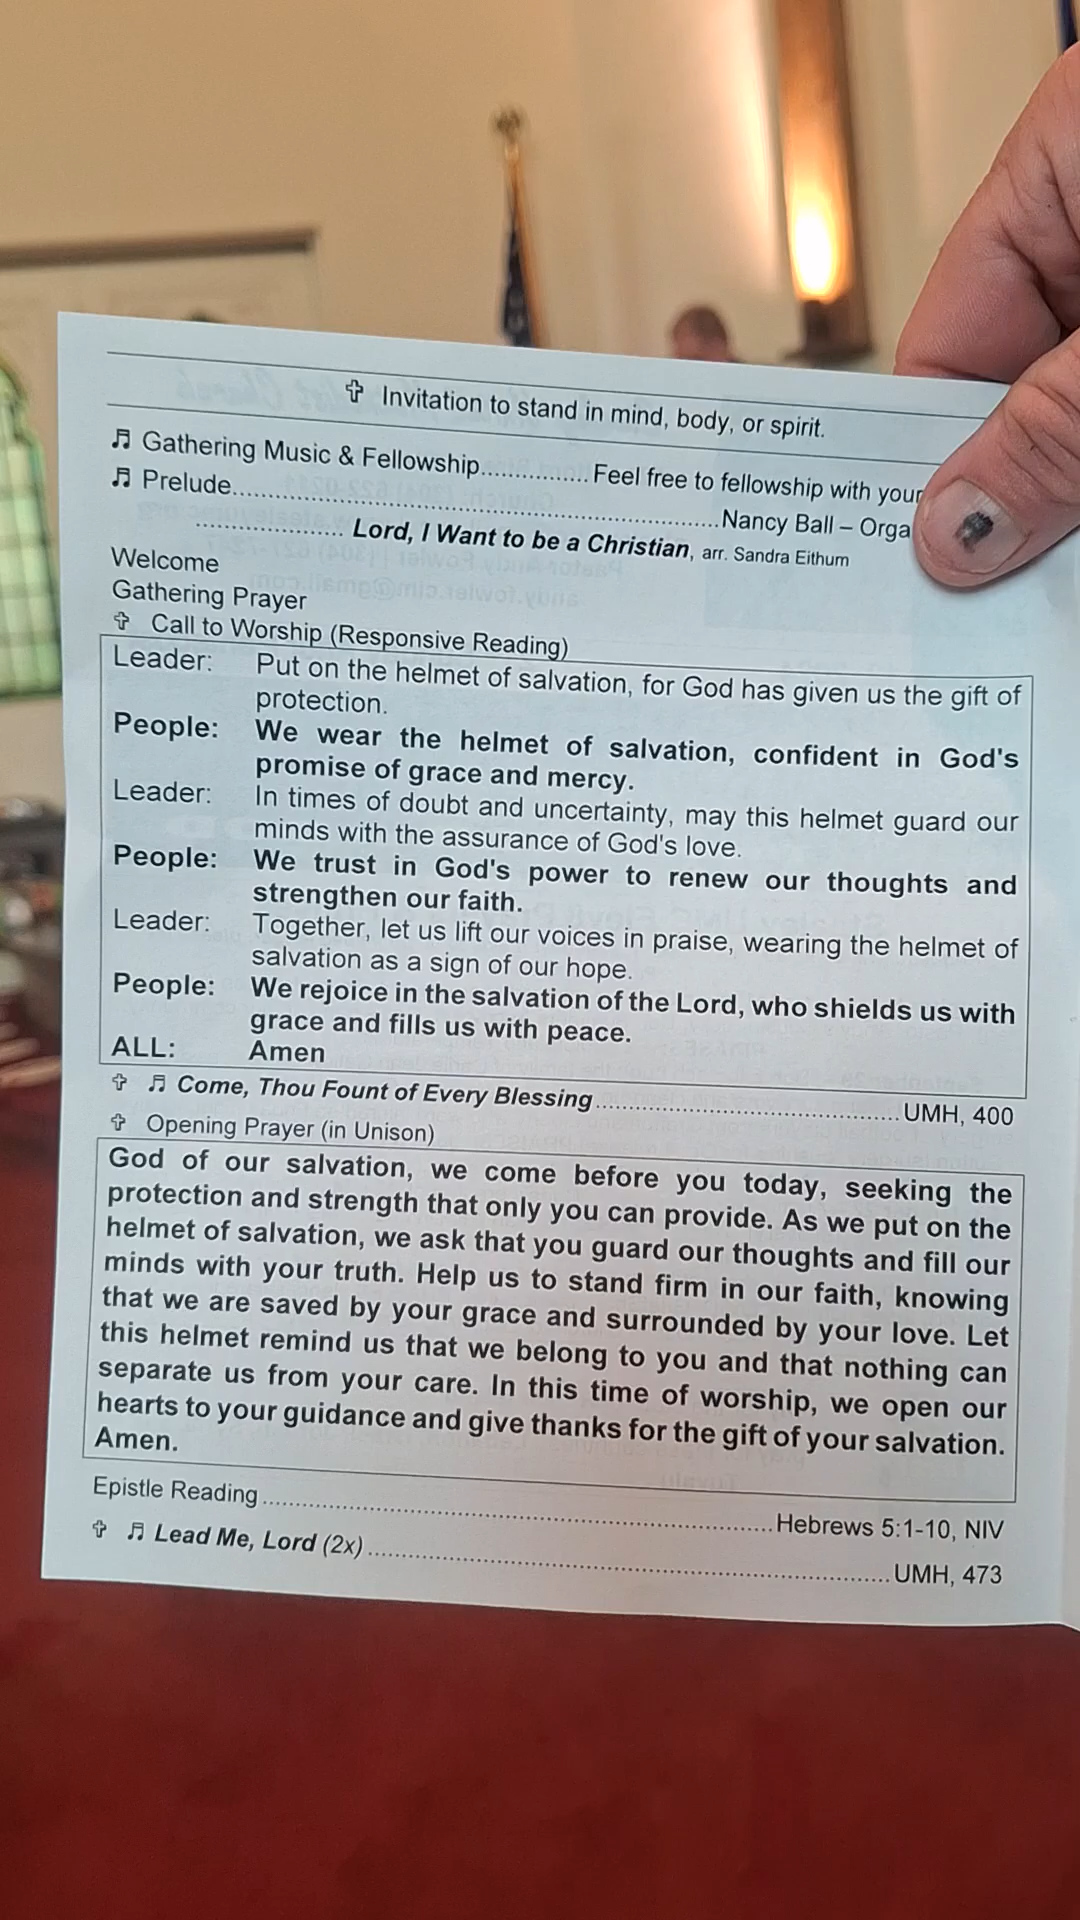 ✞ Invitation to stand in mind, body, or spirit.
♫ Gathering Music & Fellowship............... Feel free to fellowship with your
♫ Prelude......................................................................Nancy Ball – Orga
..................... Lord, I Want to be a Christian, arr. Sandra Eithum
Welcome
Gathering Prayer
✞ Call to Worship (Responsive Reading)
Leader: Put on the helmet of salvation, for God has given us the gift of
protection.
People: We wear the helmet of salvation, confident in God's
promise of grace and mercy.
Leader: In times of doubt and uncertainty, may this helmet guard our
minds with the assurance of God's love.
People: We trust in God's power to renew our thoughts and
strengthen our faith.
Leader: Together, let us lift our voices in praise, wearing the helmet of
salvation as a sign of our hope.
People: We rejoice in the salvation of the Lord, who shields us with
grace and fills us with peace.
ALL: Amen
✞ ♫ Come, Thou Fount of Every Blessing............................................UMH, 400
✞ Opening Prayer (in Unison)
God of our salvation, we come before you today, seeking the
protection and strength that only you can provide. As we put on the
helmet of salvation, we ask that you guard our thoughts and fill our
minds with your truth. Help us to stand firm in our faith, knowing
that we are saved by your grace and surrounded by your love. Let
this helmet remind us that we belong to you and that nothing can
separate us from your care. In this time of worship, we open our
hearts to your guidance and give thanks for the gift of your salvation.
Amen.
Epistle Reading..........................................................................Hebrews 5:1-10, NIV
✞ ♫ Lead Me, Lord (2x)...........................................................................UMH, 473